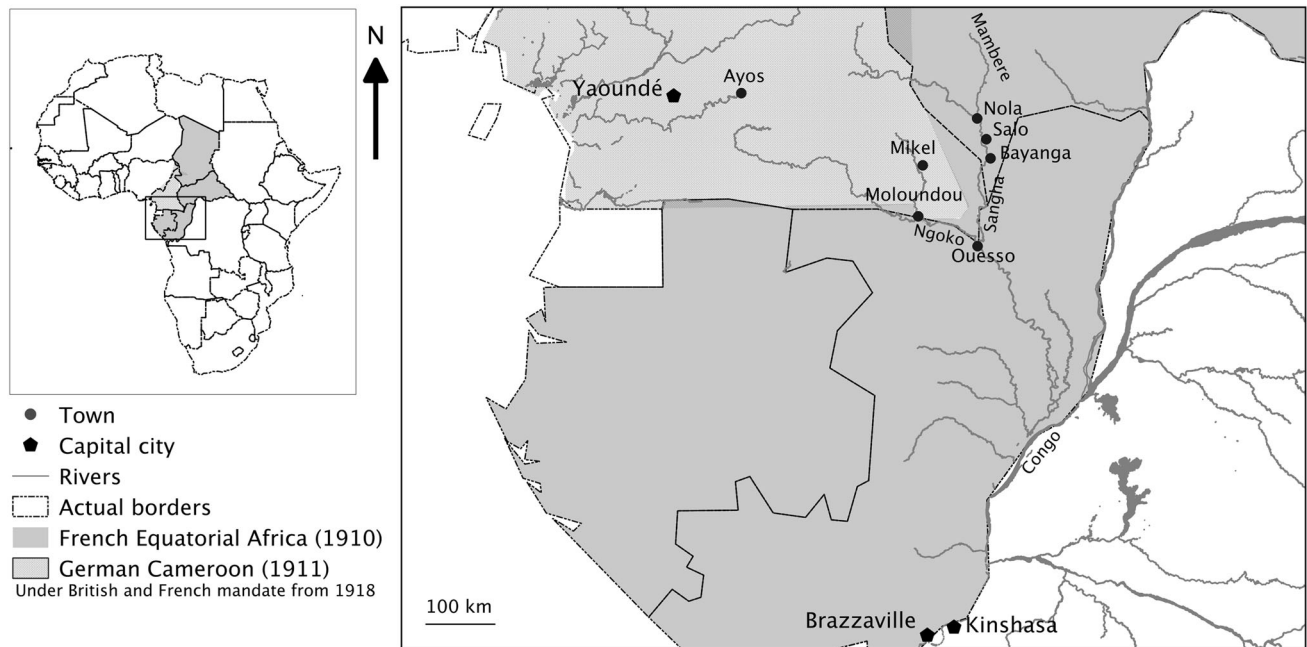 N
Town
Capital city
Rivers
Actual borders
French Equatorial Africa (1910)
German Cameroon (1911)
Under British and French mandate from 1918
Mambere
Yaoundé
Ayos
Nola
Salo
Bayanga
Mikel
Moloundou
Sangha
Ngoko
Ouesso
Congo
100 km
Brazzaville
Kinshasa